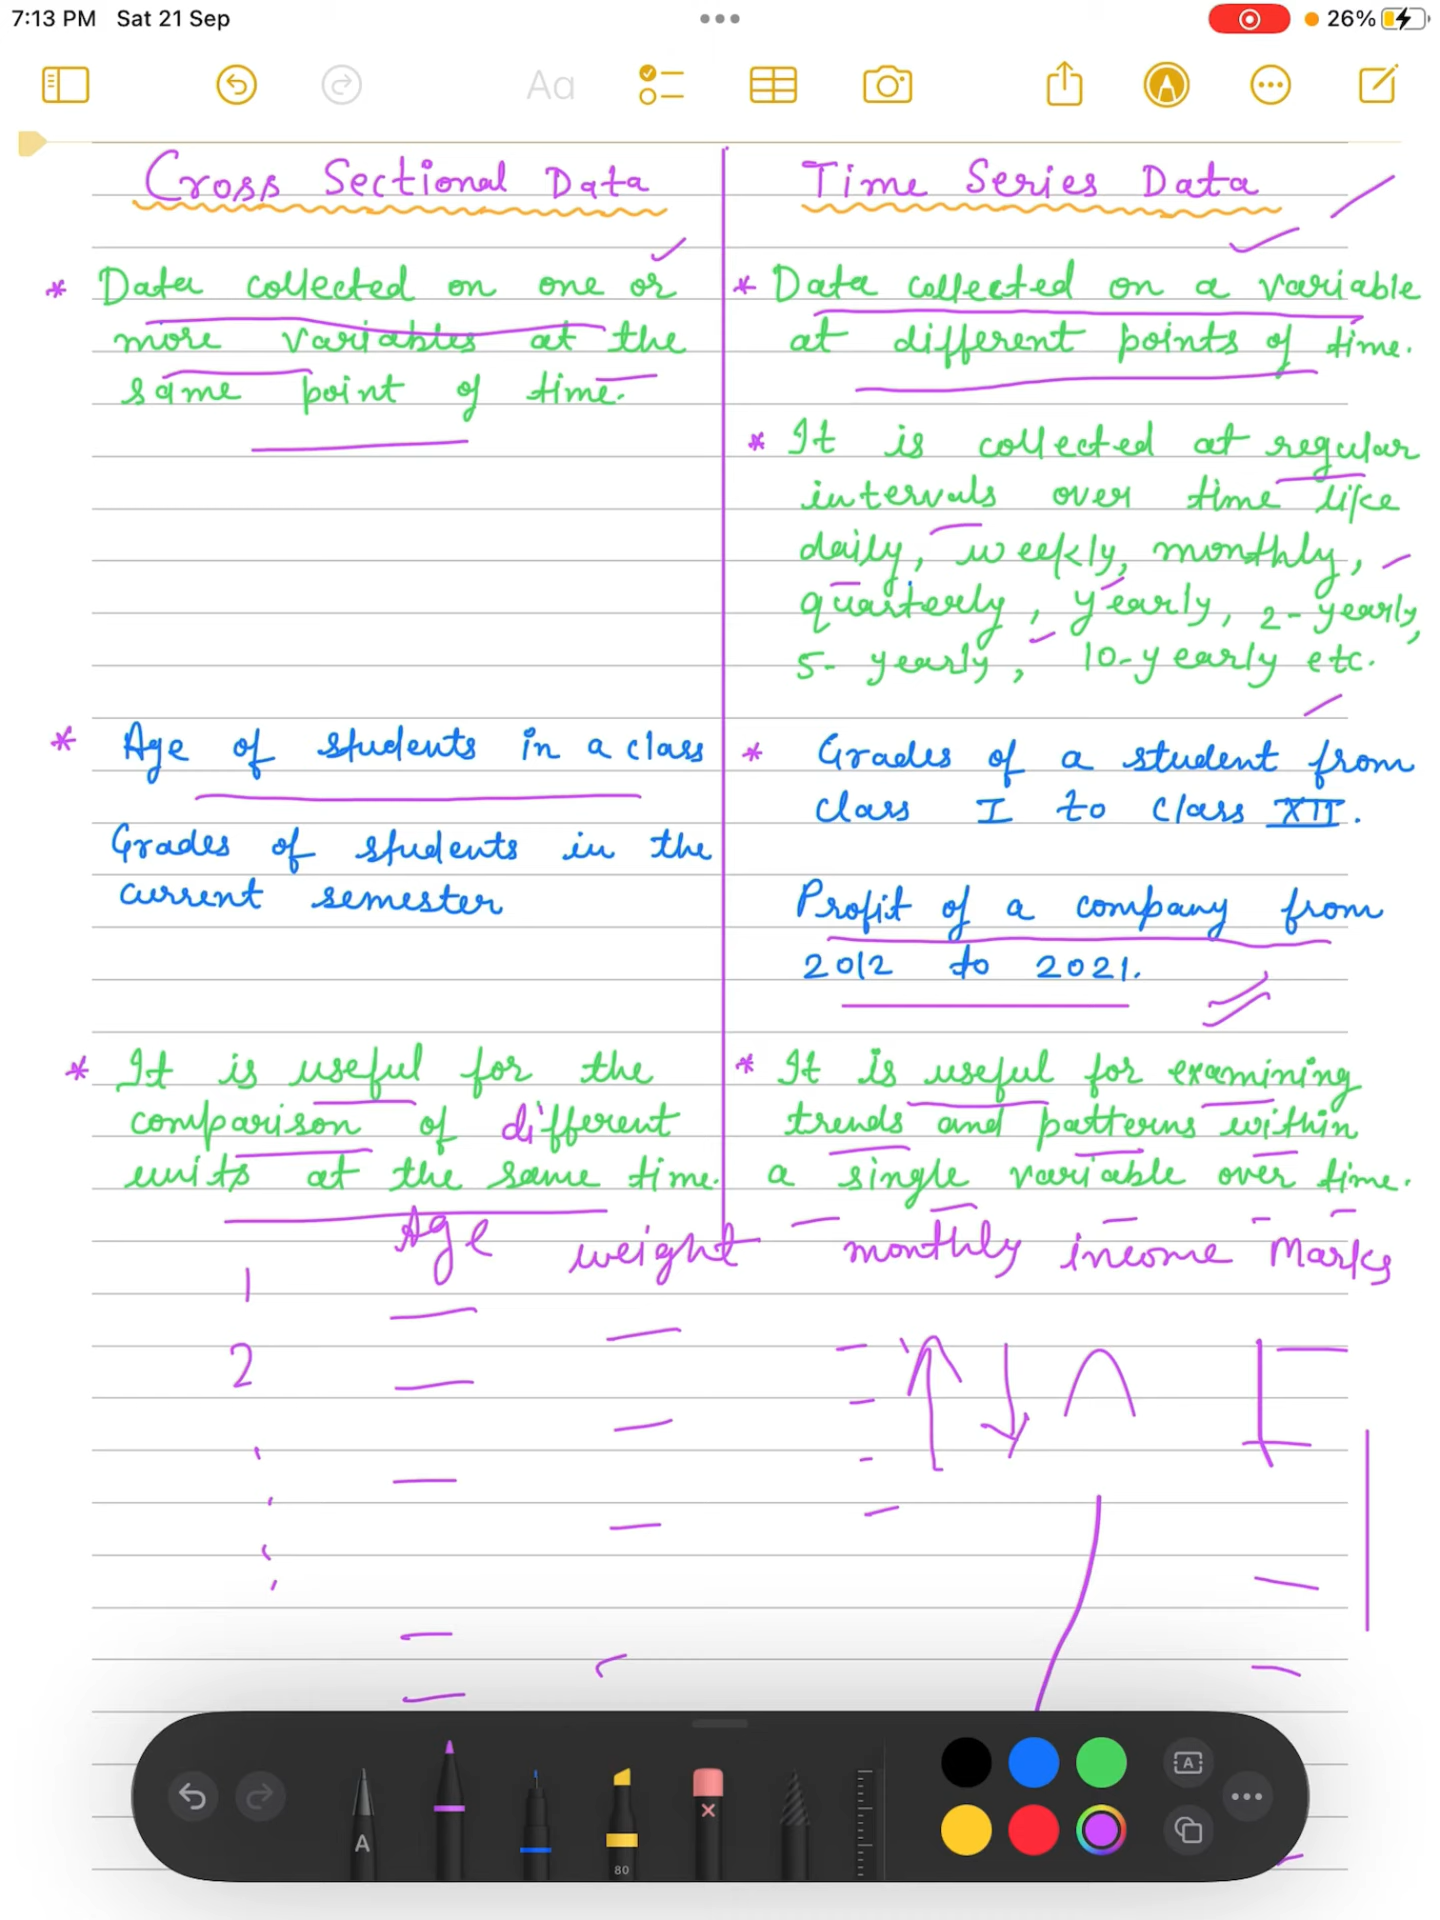 7:13 PM Sat 21 Sep
26%
Aa
Cross Sectional Data
* Data collected on one or
more variables at the
same point of time.
* Age of students in a class
Grades of students in the
current semester
* It is useful for the
comparison of different
units at the same time.
Time Series Data
* Data collected on a variable
at different points of time.
* It is collected at regular
intervals over time like
daily, weekly, monthly,
quarterly, yearly, 2-yearly,
5-yearly, 10-yearly etc.
* Grades of a student from
class I to class XII.
Profit of a company from
2012 to 2021.
* It is useful for examining
trends and patterns within
a single variable over time.
Age weight monthly income Marks
1
2
A
80
A